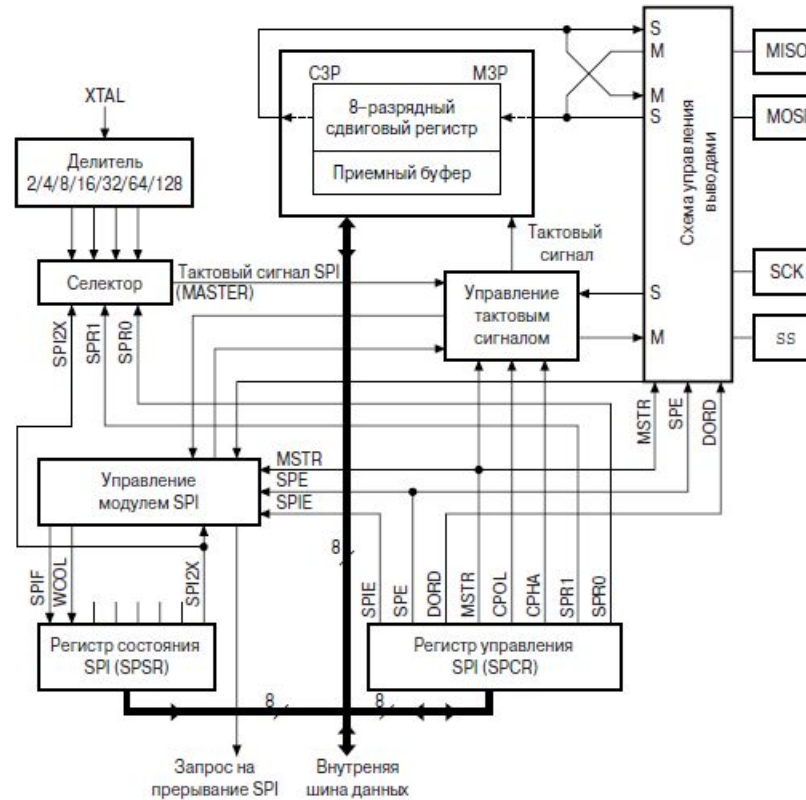 XTAL
Делитель
2/4/8/16/32/64/128
Селектор
Тактовый сигнал SPI
(MASTER)
SPI2X
SPR1
SPR0
СЗР
МЗР
8–разрядный
сдвиговый регистр
Приемный буфер
Тактовый
сигнал
Управление
тактовым
сигналом
S
M
M
S
S
M
Схема управления
выводами
MISO
MOSI
SCK
SS
MSTR
SPE
DORD
Управление
модулем SPI
MSTR
SPE
SPIE
SPIF
WCOL
SPI2X
8
SPIE
SPE
DORD
MSTR
CPOL
CPHA
SPR1
SPR0
Регистр состояния
SPI (SPSR)
Регистр управления
SPI (SPCR)
8
8
Запрос на
прерывание SPI
Внутреняя
шина данных